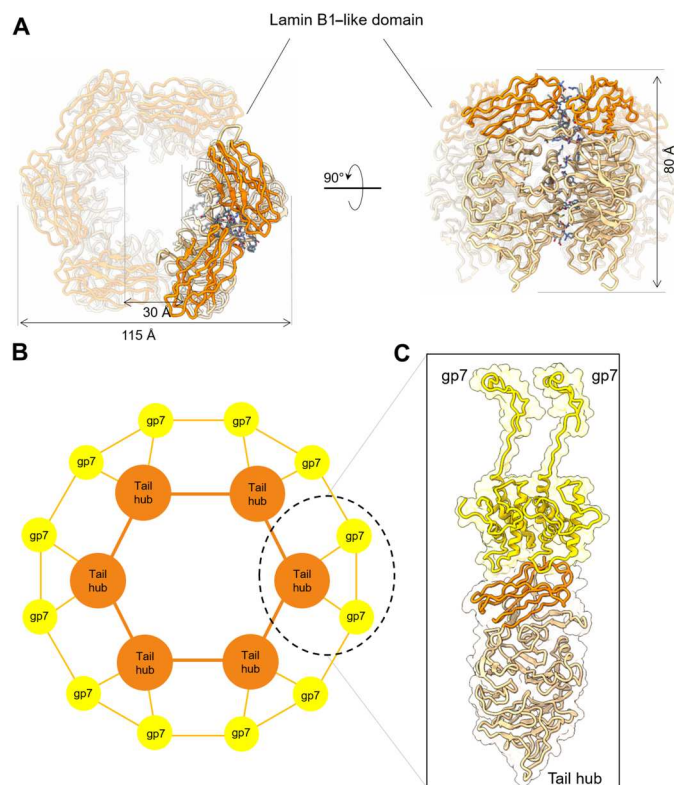 Lamin B1–like domain
A
90°
80 Å
30 Å
115 Å
B
C
gp7
gp7
gp7
gp7
gp7
gp7
Tail
hub
Tail
hub
gp7
gp7
Tail
hub
Tail
hub
gp7
gp7
Tail
hub
Tail
hub
gp7
gp7
gp7
gp7
Tail hub